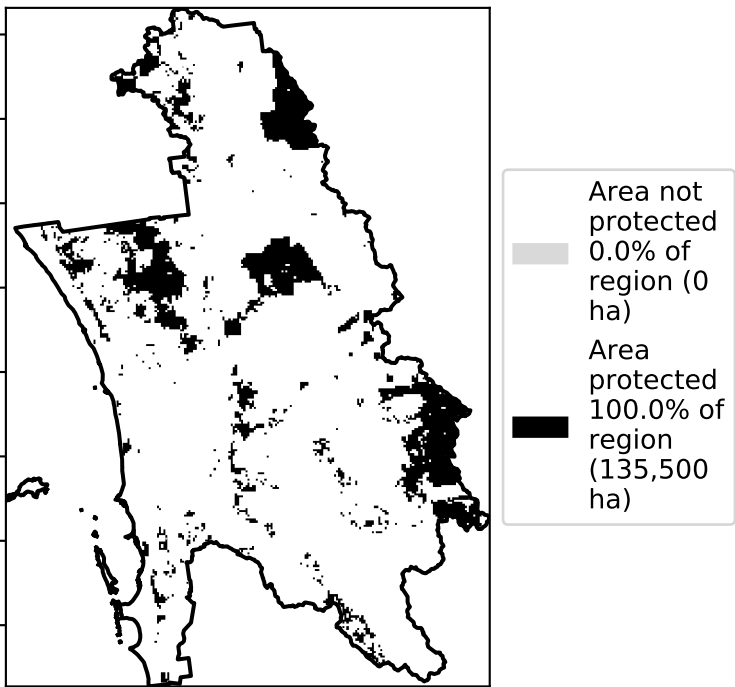 Area not
protected
0.0% of
region (0
ha)
Area
protected
100.0% of
region
(135,500
ha)